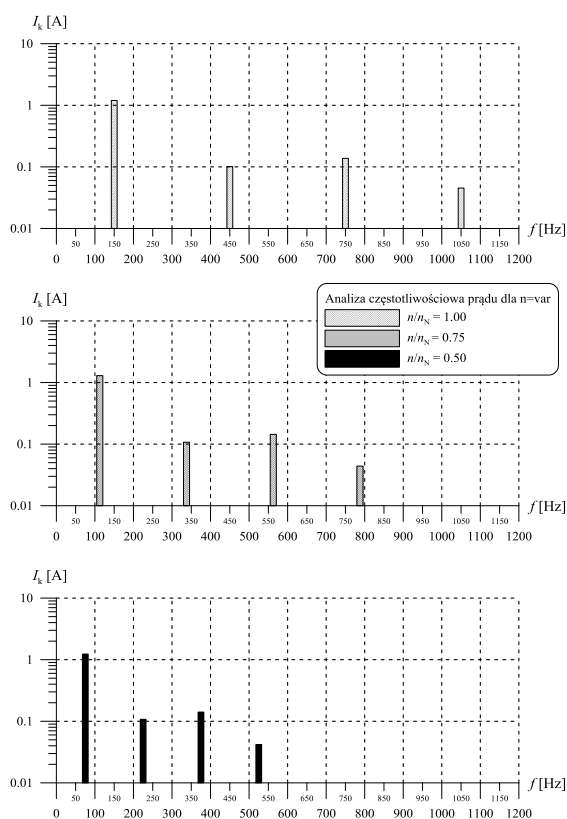 Ik [A]
10
1
0.1
0.01
f [Hz]
50 150 250 350 450 550 650 750 850 950 1050 1150
0 100 200 300 400 500 600 700 800 900 1000 1100 1200
Ik [A]
10
1
0.1
0.01
Analiza częstotliwościowa prądu dla n=var
n/nN = 1.00
n/nN = 0.75
n/nN = 0.50
f [Hz]
50 150 250 350 450 550 650 750 850 950 1050 1150
0 100 200 300 400 500 600 700 800 900 1000 1100 1200
Ik [A]
10
1
0.1
0.01
f [Hz]
50 150 250 350 450 550 650 750 850 950 1050 1150
0 100 200 300 400 500 600 700 800 900 1000 1100 1200